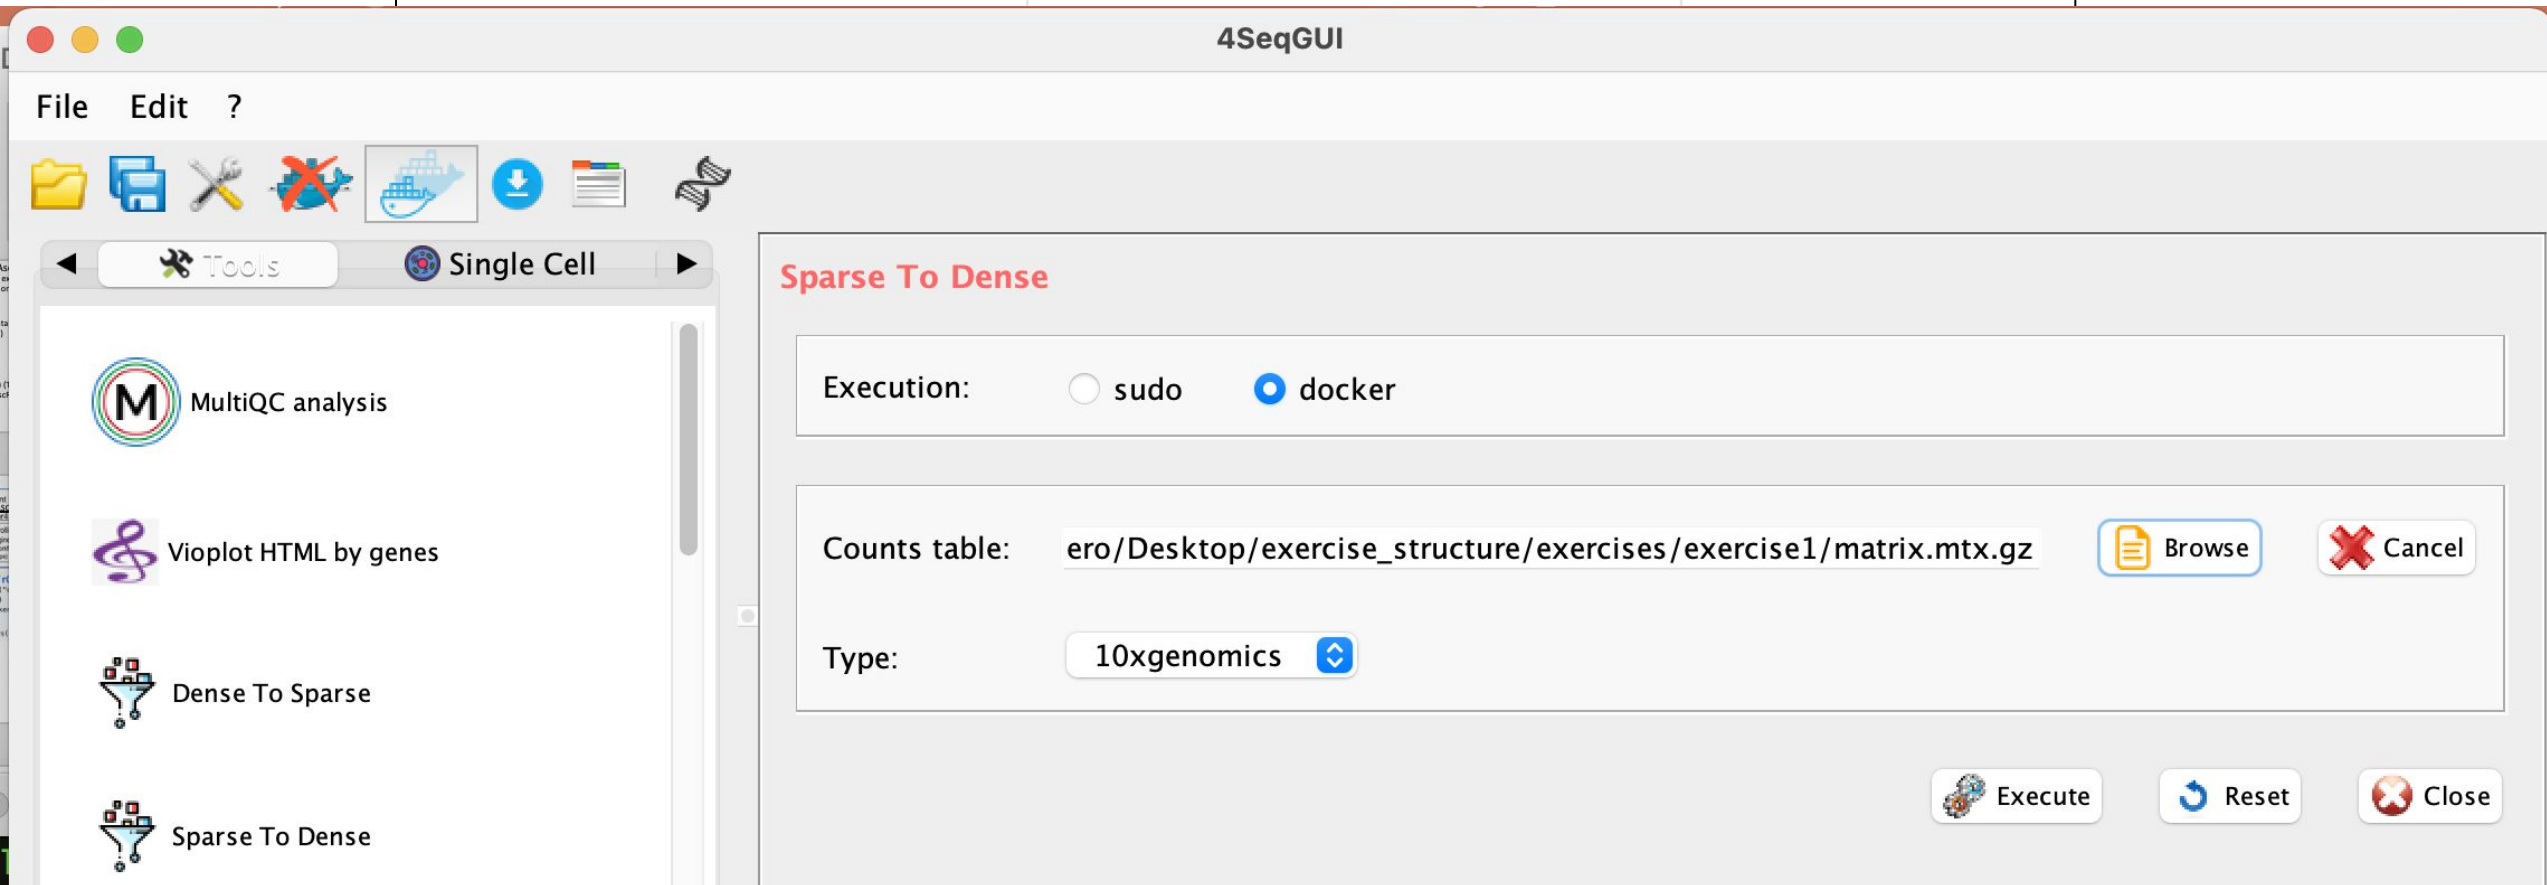 4SeqGUI
File Edit ?
Tools Single Cell
MultiQC analysis
Vioplot HTML by genes
Dense To Sparse
Sparse To Dense
Sparse To Dense
Execution: sudo docker
Counts table: ero/Desktop/exercise_structure/exercises/exercise1/matrix.mtx.gz Browse Cancel
Type: 10xgenomics
Execute Reset Close